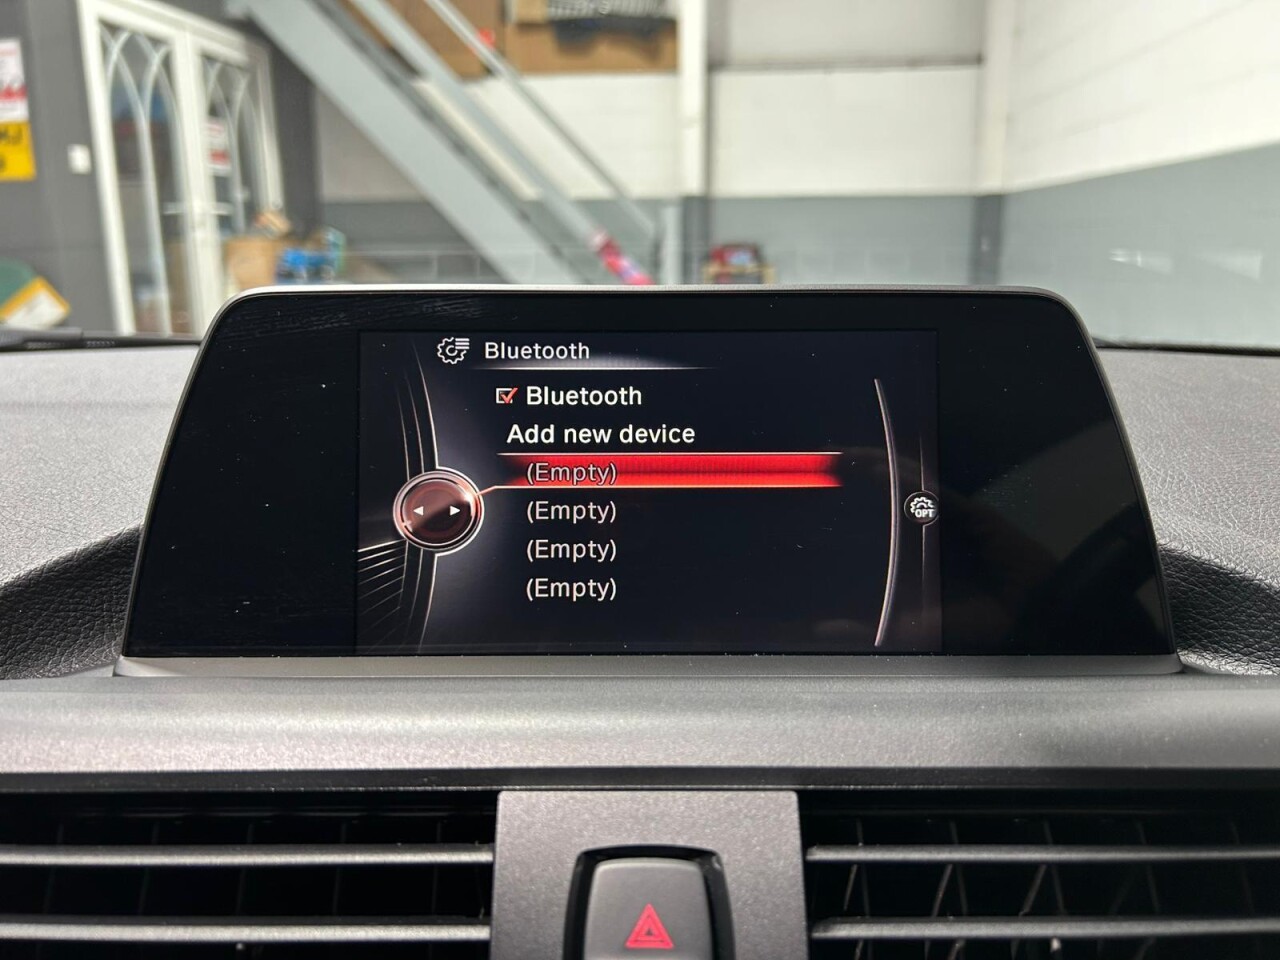 Bluetooth
Bluetooth
Add new device
(Empty)
(Empty)
OPT
(Empty)
(Empty)